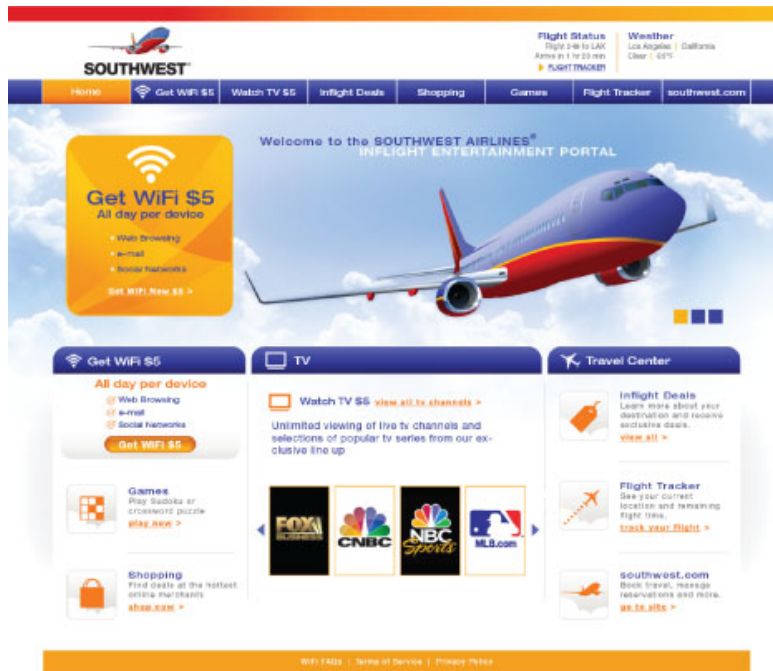 SOUTHWEST®
Flight Status
Flight 246 to LAX
Arrive in 1 hr 20 min
FLIGHT TRACKER
Weather
Los Angeles | California
Clear |
Home
Get WiFi $5
Watch TV $5
Inflight Deals
Shopping
Games
Flight Tracker
southwest.com
Welcome to the SOUTHWEST AIRLINES®
INFLIGHT ENTERTAINMENT PORTAL
Get WiFi $5
All day per device
• Web Browsing
• e-mail
• Social Networks
Get WiFi Now $5 >
Get WiFi $5
All day per device
Web Browsing
e-mail
Social Networks
Get WiFi $5
Games
Play Sudoku or
crossword puzzle
play now >
Shopping
Find deals at the hottest
online merchants
shop now >
TV
Watch TV $5 view all tv channels >
Unlimited viewing of live tv channels and
selections of popular tv series from our ex-
clusive line up
FOX
BUSINESS
CNBC
NBC
Sports
MLB.com
Travel Center
Inflight Deals
Learn more about your
destination and receive
exclusive deals.
view all >
Flight Tracker
See your current
location and remaining
flight time.
track your flight >
southwest.com
Book travel, manage
reservations and more.
go to site >
WiFi FAQs | Terms of Service | Privacy Policy